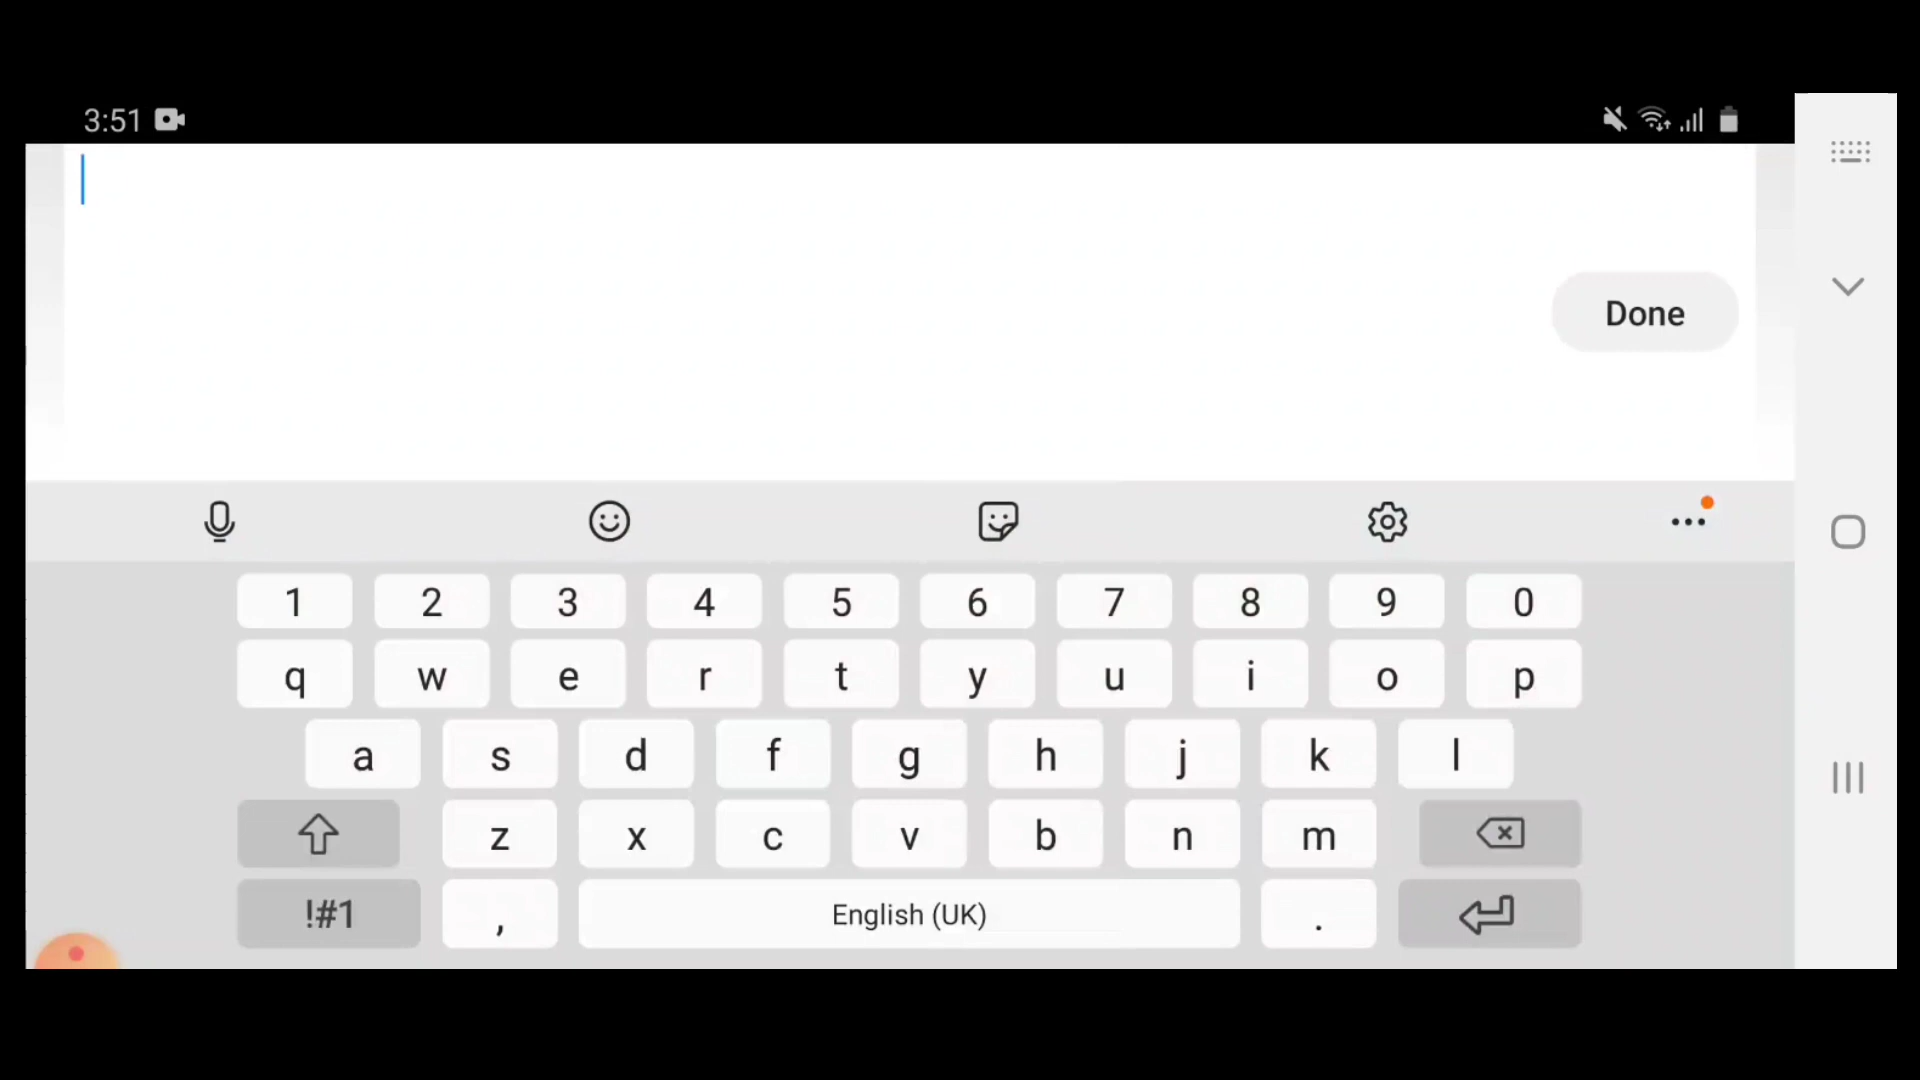 3:51
Done
1 2 3 4 5 6 7 8 9 0
q w e r t y u i o p
a s d f g h j k l
z x c v b n m
!#1 , English (UK) .